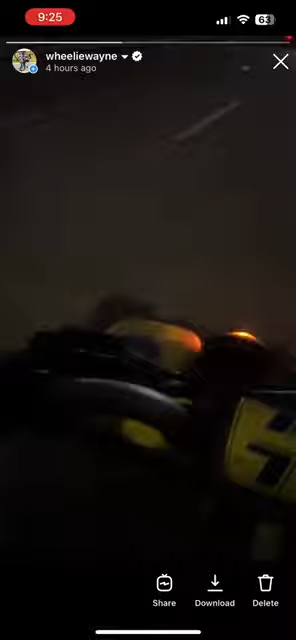 9:25
63
wheeliewayne
4 hours ago
Share
Download
Delete